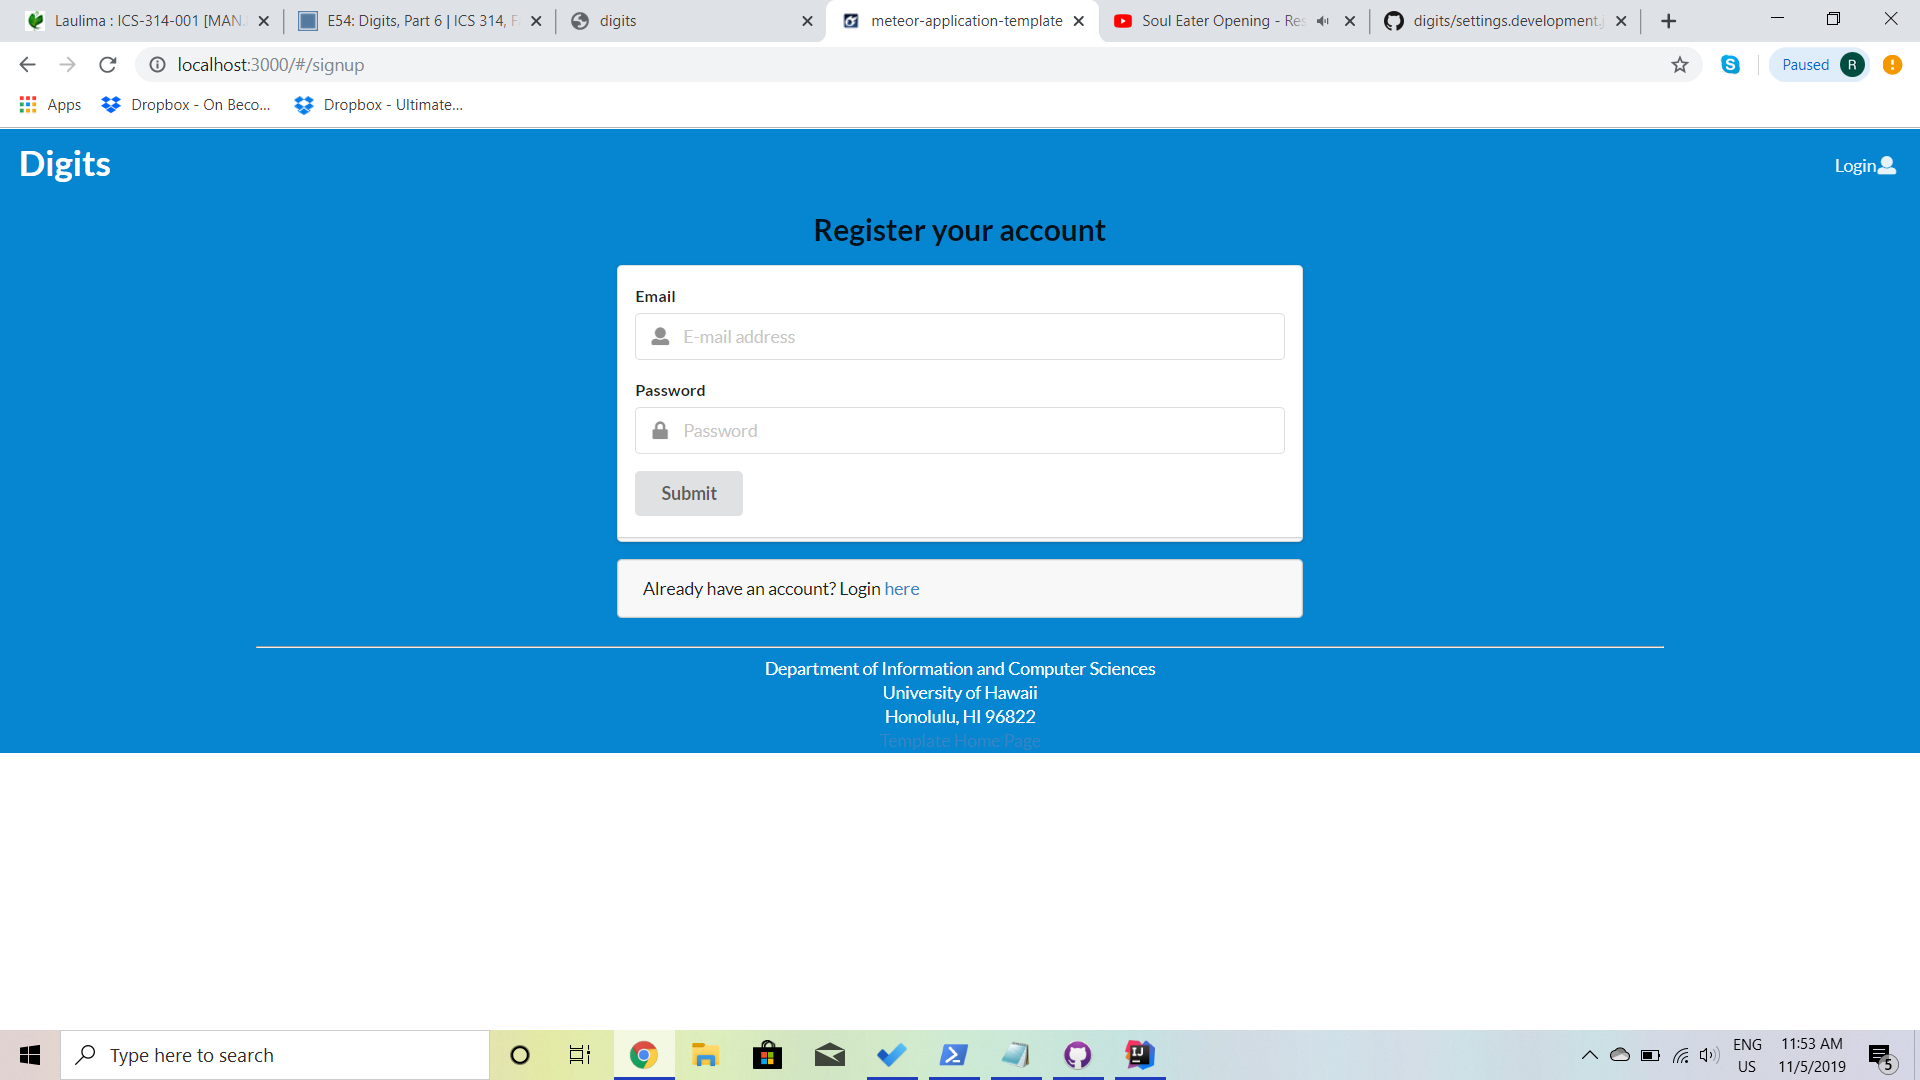 Laulima : ICS-314-001 [MAN.
E54: Digits, Part 6 | ICS 314, F
digits
meteor-application-template
Soul Eater Opening - Res
digits/settings.development.j
localhost:3000/#/signup
Paused R
Apps
Dropbox - On Beco...
Dropbox - Ultimate...
Digits
Login
Register your account
Email
E-mail address
Password
Password
Submit
Already have an account? Login here
Department of Information and Computer Sciences
University of Hawaii
Honolulu, HI 96822
Template Home Page
Type here to search
ENG
US
11:53 AM
11/5/2019
5